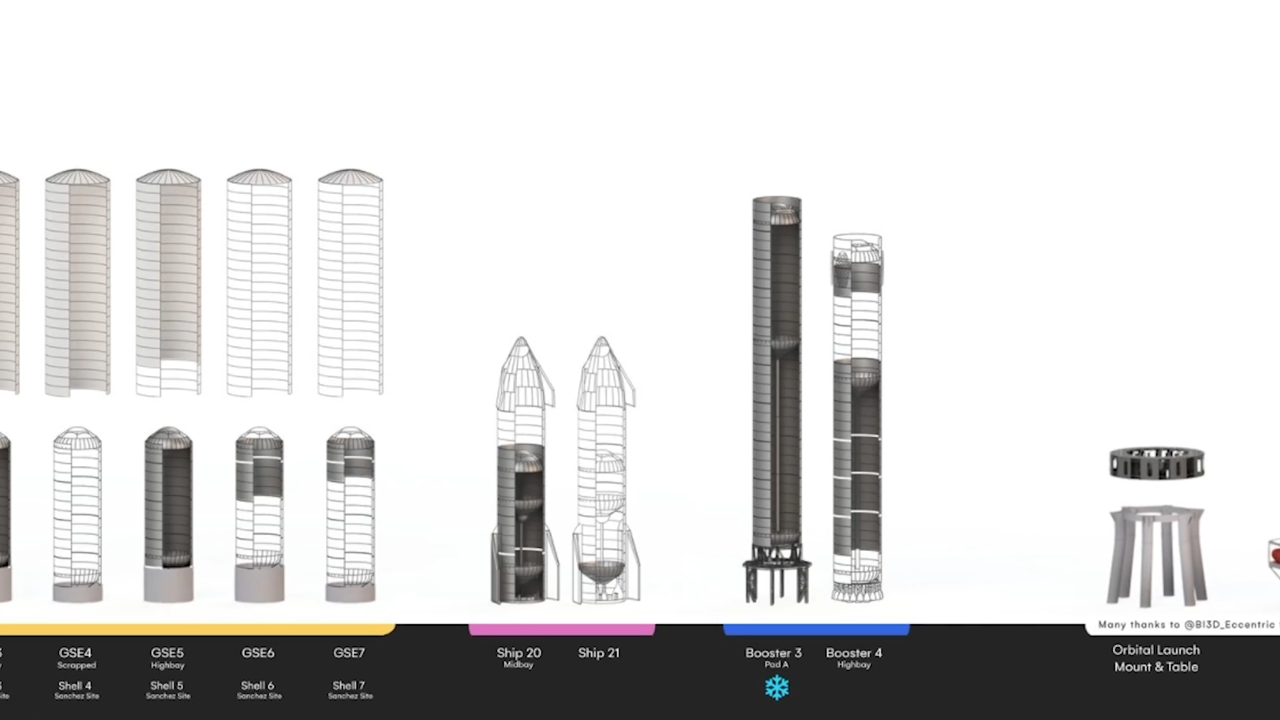 Many thanks to @BI3D_Eccentric
GSE4
Scrapped
GSE5
Highbay
GSE6
GSE7
Ship 20
Midbay
Ship 21
Booster 3
Pad A
Booster 4
Highbay
Orbital Launch
Mount & Table
Shell 4
Sanchez Site
Shell 5
Sanchez Site
Shell 6
Sanchez Site
Shell 7
Sanchez Site